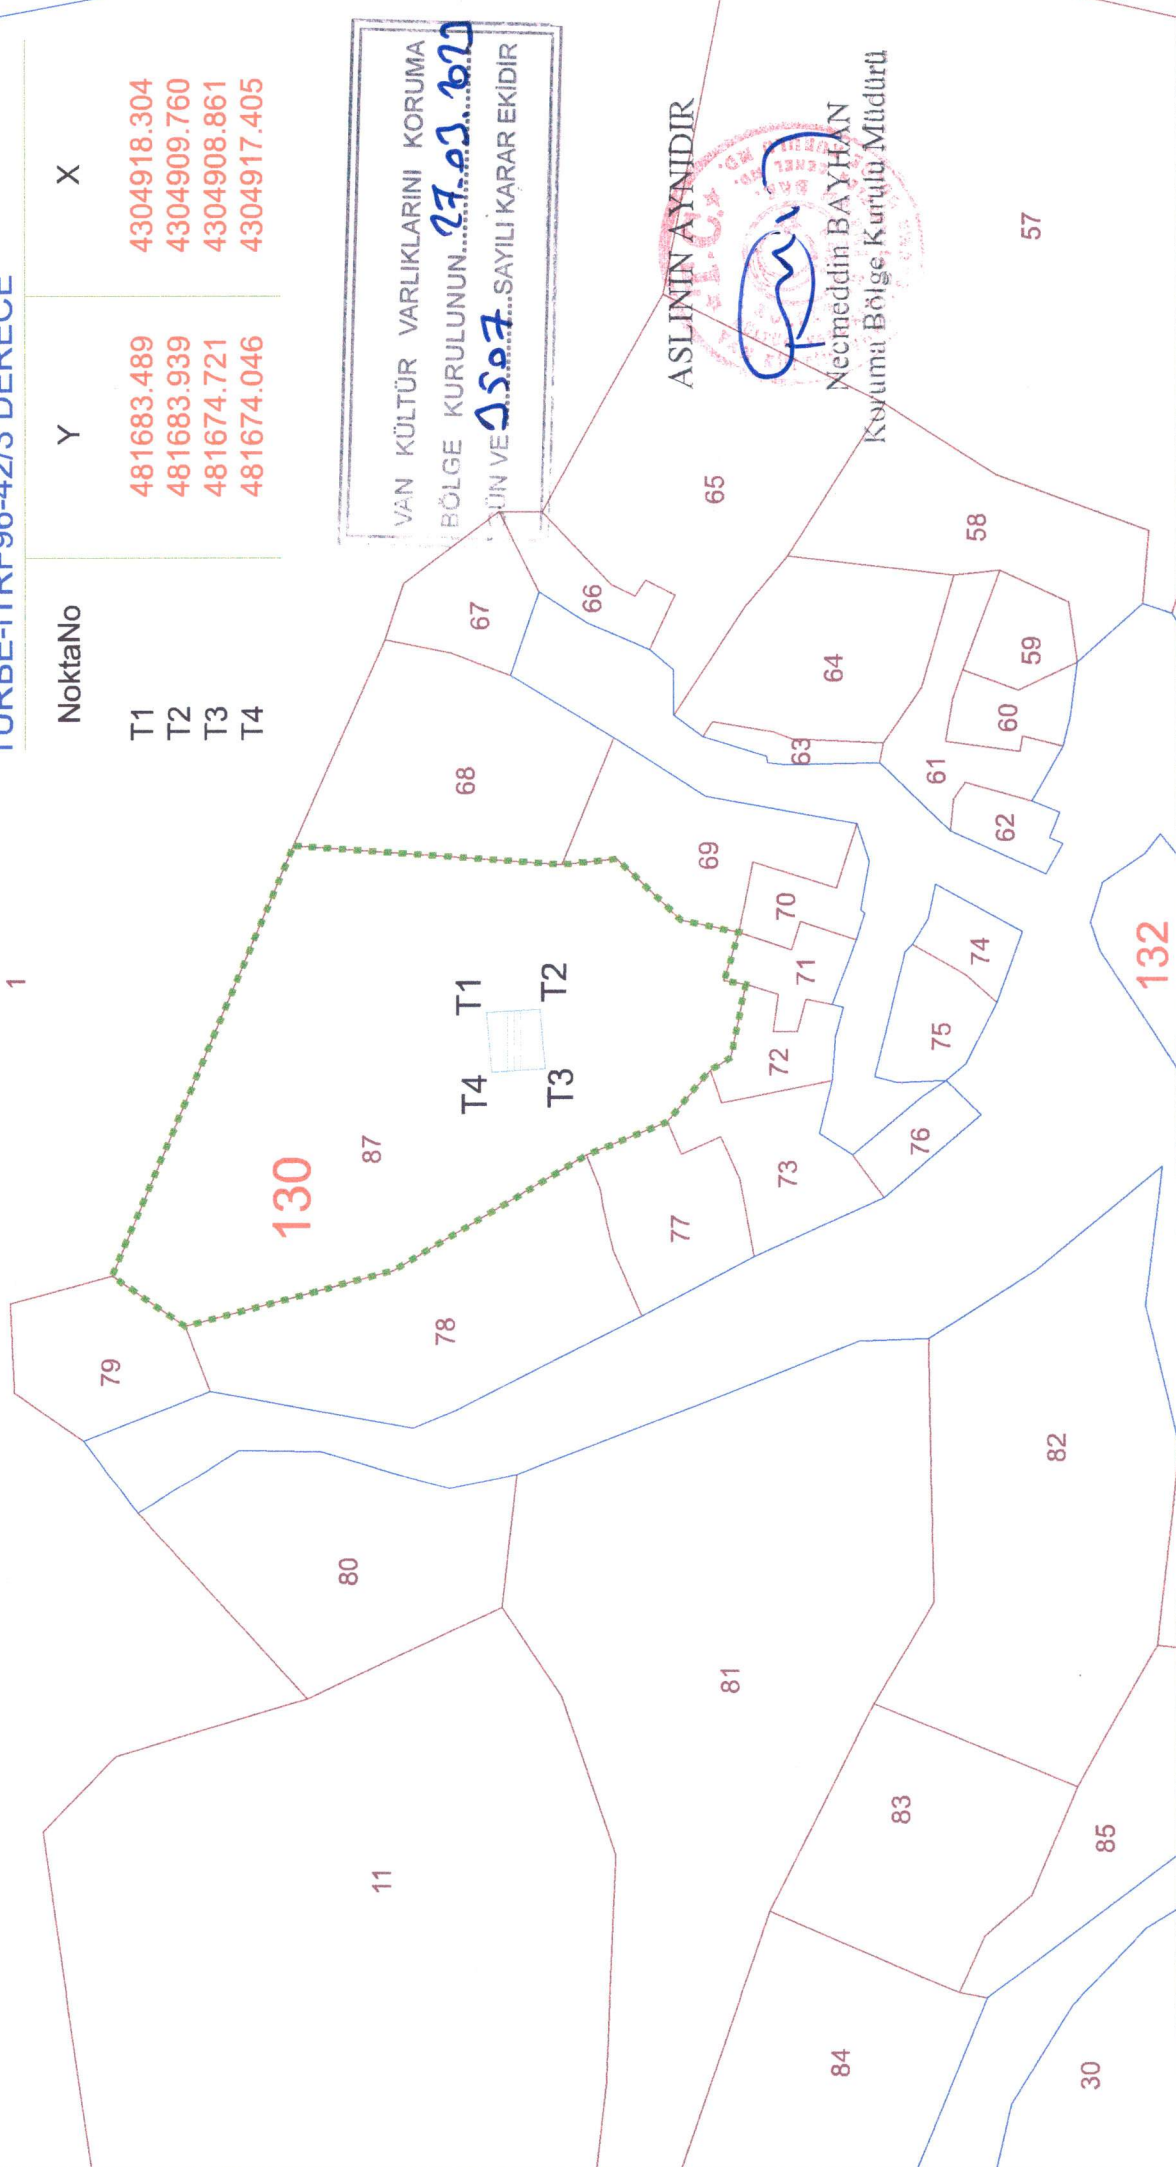 TÜRBE-ITRF96-42/3 DERECE
NoktaNo Y X
T1 481683.489 4304918.304
T2 481683.939 4304909.760
T3 481674.721 4304908.861
T4 481674.046 4304917.405
VAN KÜLTÜR VARLIKLARINI KORUMA
BÖLGE KURULUNUN 27.03.202
ÜN VE SAYILI KARAR EKİDİR
ASLININ AYNIDIR
T.C.
Necmeddin BAYHAN
Koruma Bölge Kurulu Müdürü
1
79
130
87
T4
T1
T3
T2
68
67
66
65
57
58
64
59
60
63
61
62
69
70
71
72
74
75
76
73
77
78
132
80
82
81
11
83
85
84
30